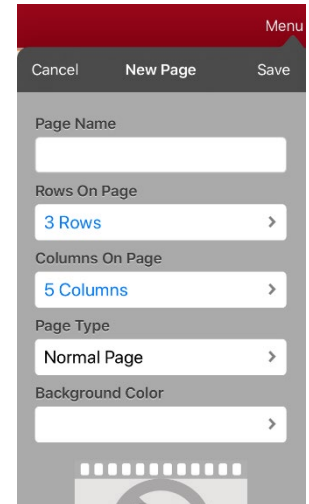 Menu
Cancel New Page Save
Page Name
Rows On Page
3 Rows
Columns On Page
5 Columns
Page Type
Normal Page
Background Color